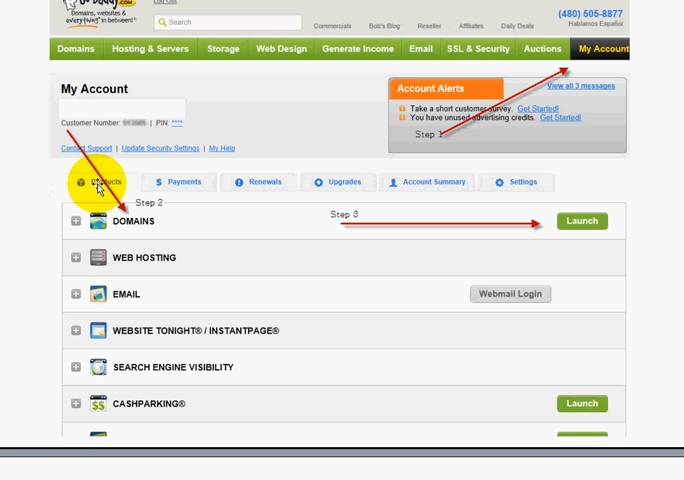 Log Out
Domains, websites &
everything in between!™
Search
(480) 505-8877
Hablamos Español
Commercials Bob's Blog Reseller Affiliates Daily Deals
Domains Hosting & Servers Storage Web Design Generate Income Email SSL & Security Auctions My Account
My Account
Account Alerts
View all 3 messages
Take a short customer survey. Get Started!
You have unused advertising credits. Get Started!
Customer Number: | PIN: ****
Step 1
Contact Support | Update Security Settings | My Help
Products Payments Renewals Upgrades Account Summary Settings
Step 2
Step 3
DOMAINS Launch
WEB HOSTING
EMAIL Webmail Login
WEBSITE TONIGHT® / INSTANTPAGE®
SEARCH ENGINE VISIBILITY
CASHPARKING® Launch